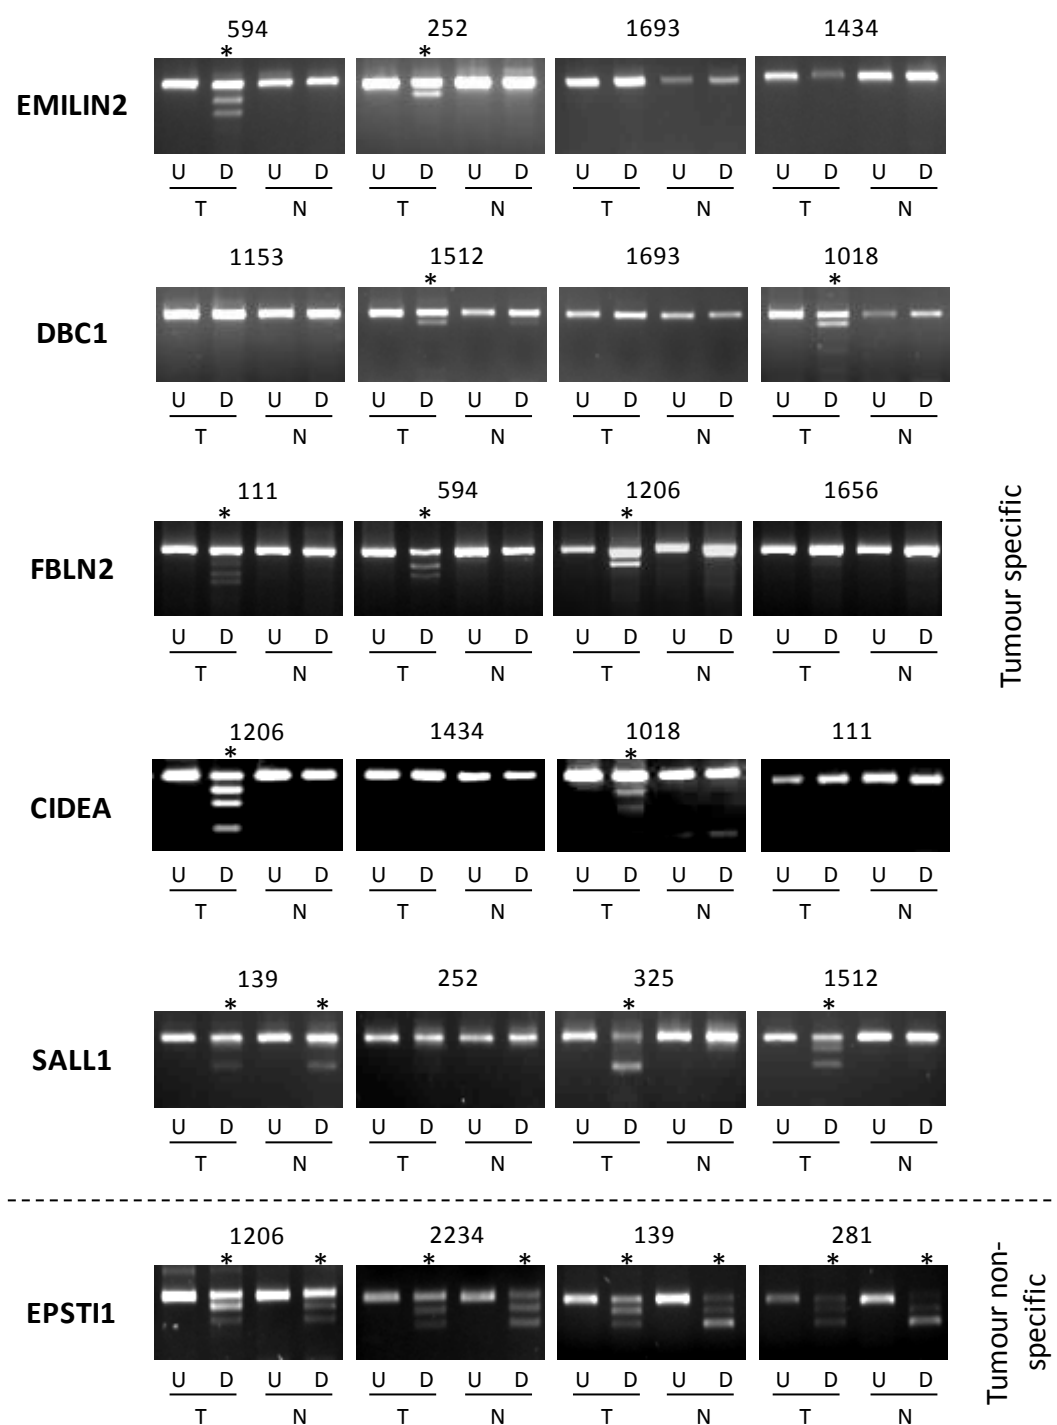 594 252 1693 1434
* *
EMILIN2
U D U D U D U D U D U D U D U D
T N T N T N T N
1153 1512 1693 1018
* *
DBC1
U D U D U D U D U D U D U D U D
T N T N T N T N
111 594 1206 1656
* * *
FBLN2
U D U D U D U D U D U D U D U D
T N T N T N T N
1206 1434 1018 111
* *
CIDEA
U D U D U D U D U D U D U D U D
T N T N T N T N
139 252 325 1512
* * * *
SALL1
U D U D U D U D U D U D U D U D
T N T N T N T N
Tumour specific
1206 2234 139 281
* * * * * * * *
EPSTI1
U D U D U D U D U D U D U D U D
T N T N T N T N
Tumour non-
specific